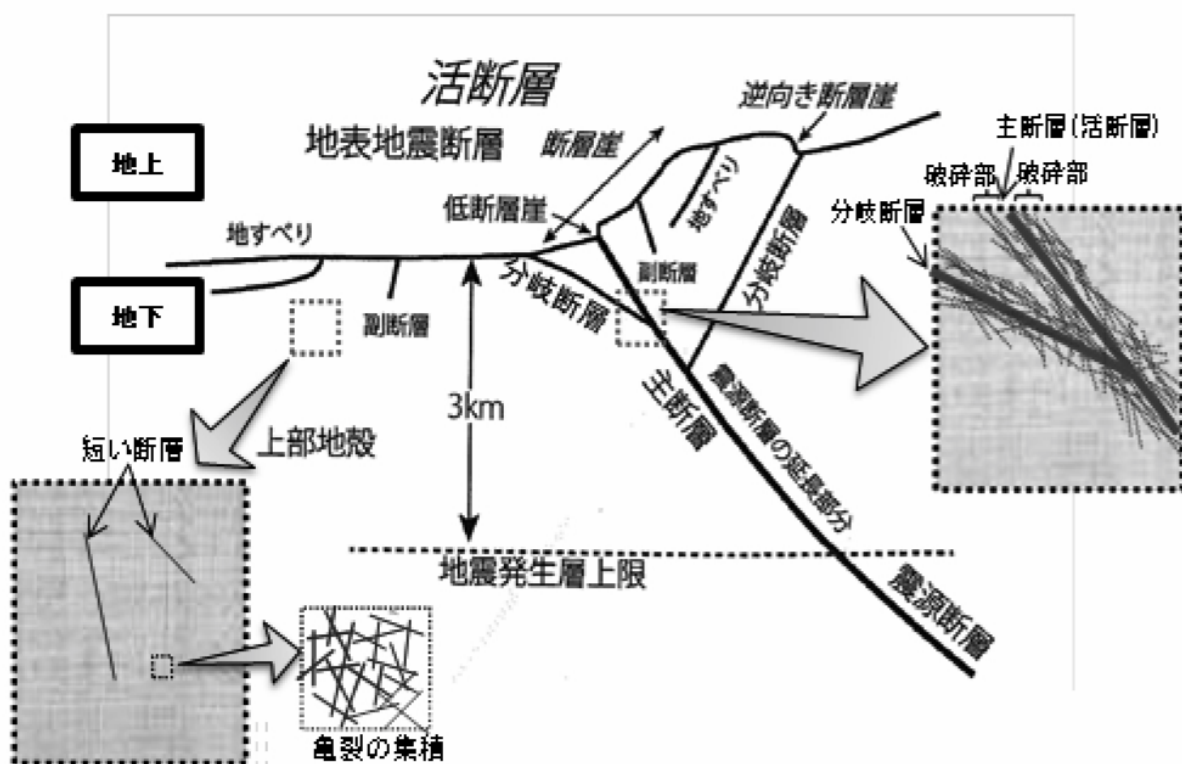 活断層
地表地震断層
断層崖
逆向き断層崖
主断層(活断層)
破砕部
破砕部
分岐断層
地上
低断層崖
地すべり
地すべり
副断層
分岐断層
分岐断層
地下
副断層
主断層
震源断層の延長部分
3km
上部地殻
短い断層
地震発生層上限
震源断層
亀裂の集積